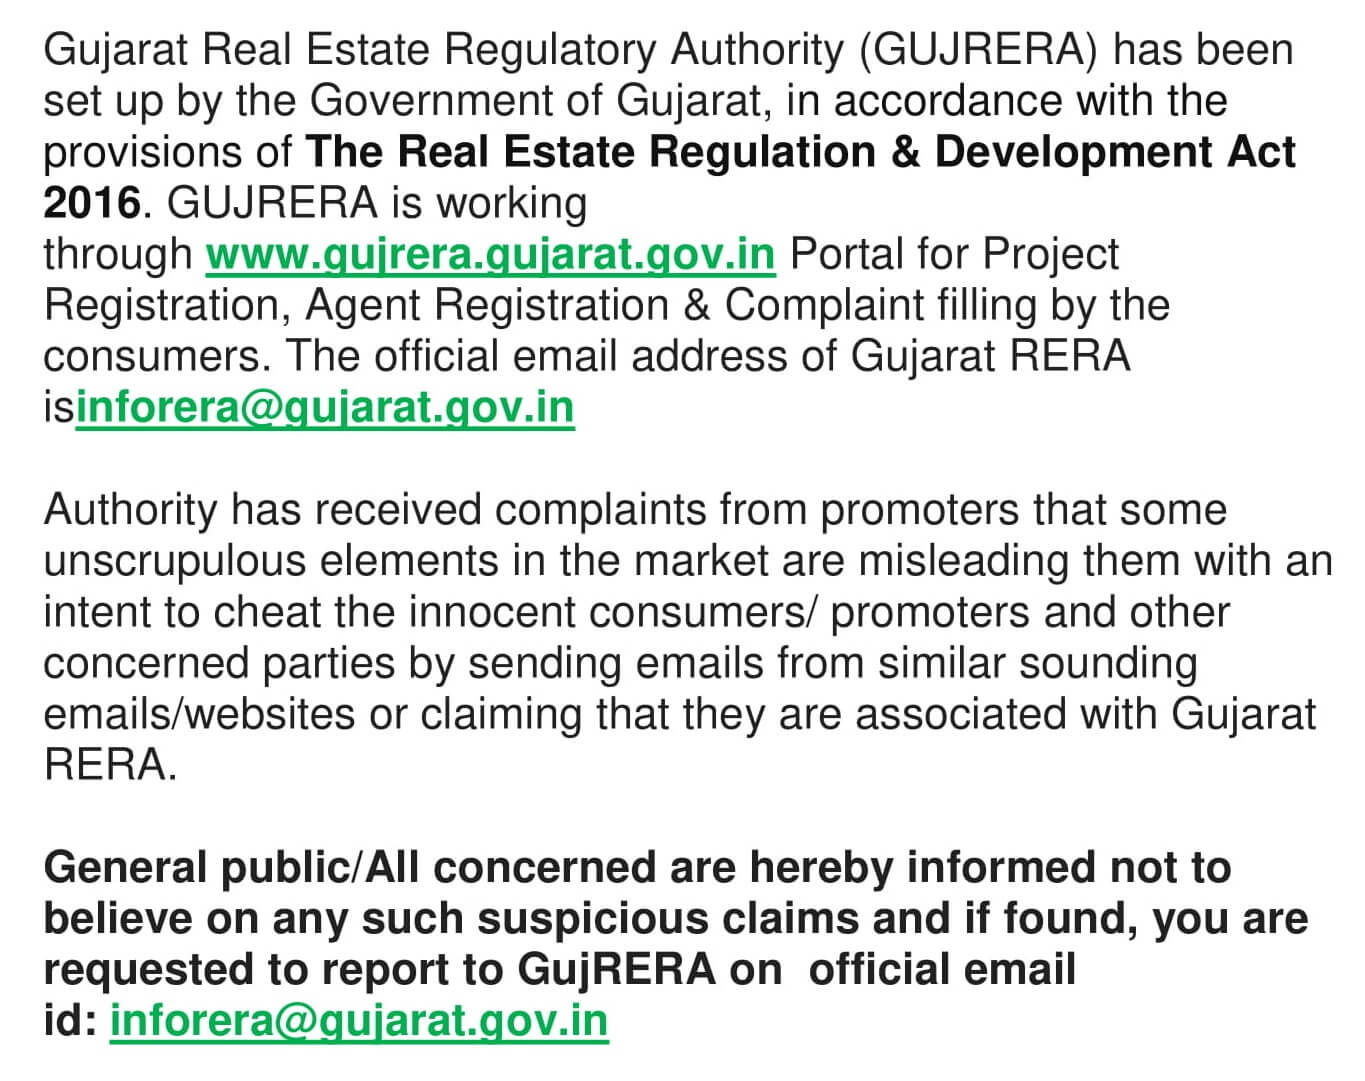 Gujarat Real Estate Regulatory Authority (GUJRERA) has been
set up by the Government of Gujarat, in accordance with the
provisions of The Real Estate Regulation & Development Act
2016. GUJRERA is working
through www.gujrera.gujarat.gov.in Portal for Project
Registration, Agent Registration & Complaint filling by the
consumers. The official email address of Gujarat RERA
isinforera@gujarat.gov.in
Authority has received complaints from promoters that some
unscrupulous elements in the market are misleading them with an
intent to cheat the innocent consumers/ promoters and other
concerned parties by sending emails from similar sounding
emails/websites or claiming that they are associated with Gujarat
RERA.
General public/All concerned are hereby informed not to
believe on any such suspicious claims and if found, you are
requested to report to GujRERA on  official email
id: inforera@gujarat.gov.in